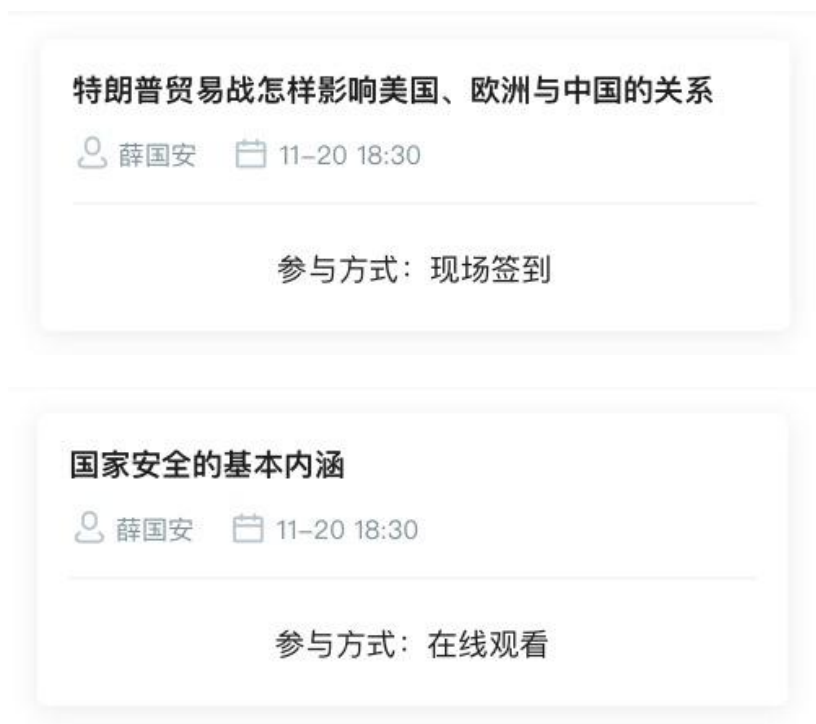 特朗普贸易战怎样影响美国、欧洲与中国的关系
薛国安 11-20 18:30
参与方式：现场签到
国家安全的基本内涵
薛国安 11-20 18:30
参与方式：在线观看